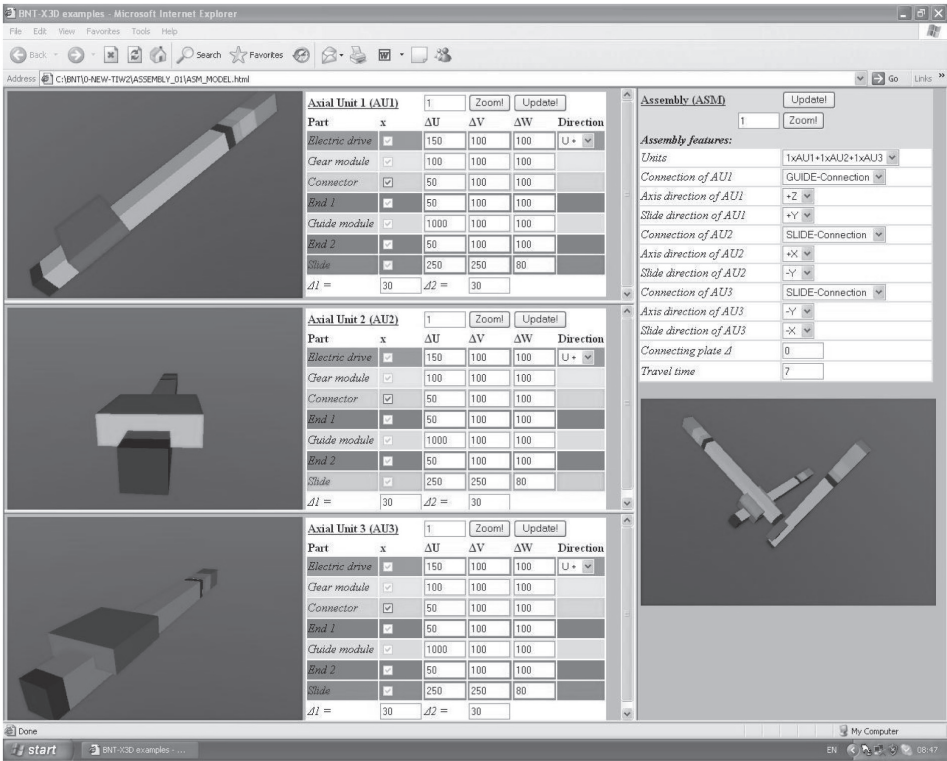 BNT-X3D examples - Microsoft Internet Explorer
File Edit View Favorites Tools Help
Back Search Favorites
Address C:\BNT\0-NEW-TIW2\ASSEMBLY_01\ASM_MODEL.html Go Links »
Axial Unit 1 (AU1) 1 Zoom! Update!
Part x ΔU ΔV ΔW Direction
Electric drive 150 100 100 U +
Gear module 100 100 100
Connector 50 100 100
End 1 50 100 100
Guide module 1000 100 100
End 2 50 100 100
Slide 250 250 80
Δ1 = 30 Δ2 = 30
Axial Unit 2 (AU2) 1 Zoom! Update!
Part x ΔU ΔV ΔW Direction
Electric drive 150 100 100 U +
Gear module 100 100 100
Connector 50 100 100
End 1 50 100 100
Guide module 1000 100 100
End 2 50 100 100
Slide 250 250 80
Δ1 = 30 Δ2 = 30
Axial Unit 3 (AU3) 1 Zoom! Update!
Part x ΔU ΔV ΔW Direction
Electric drive 150 100 100 U +
Gear module 100 100 100
Connector 50 100 100
End 1 50 100 100
Guide module 1000 100 100
End 2 50 100 100
Slide 250 250 80
Δ1 = 30 Δ2 = 30
Assembly (ASM) Update!
1 Zoom!
Assembly features:
Units 1xAU1+1xAU2+1xAU3
Connection of AU1 GUIDE-Connection
Axis direction of AU1 +Z
Slide direction of AU1 +Y
Connection of AU2 SLIDE-Connection
Axis direction of AU2 +X
Slide direction of AU2 -Y
Connection of AU3 SLIDE-Connection
Axis direction of AU3 -Y
Slide direction of AU3 -X
Connecting plate Δ 0
Travel time 7
Done My Computer
start BNT-X3D examples - ... EN 08:47